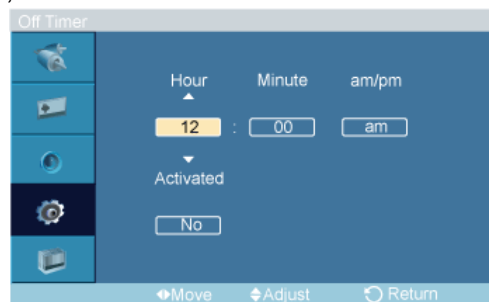 Off Timer
Hour Minute am/pm
12 : 00 am
Activated
No
Move Adjust Return